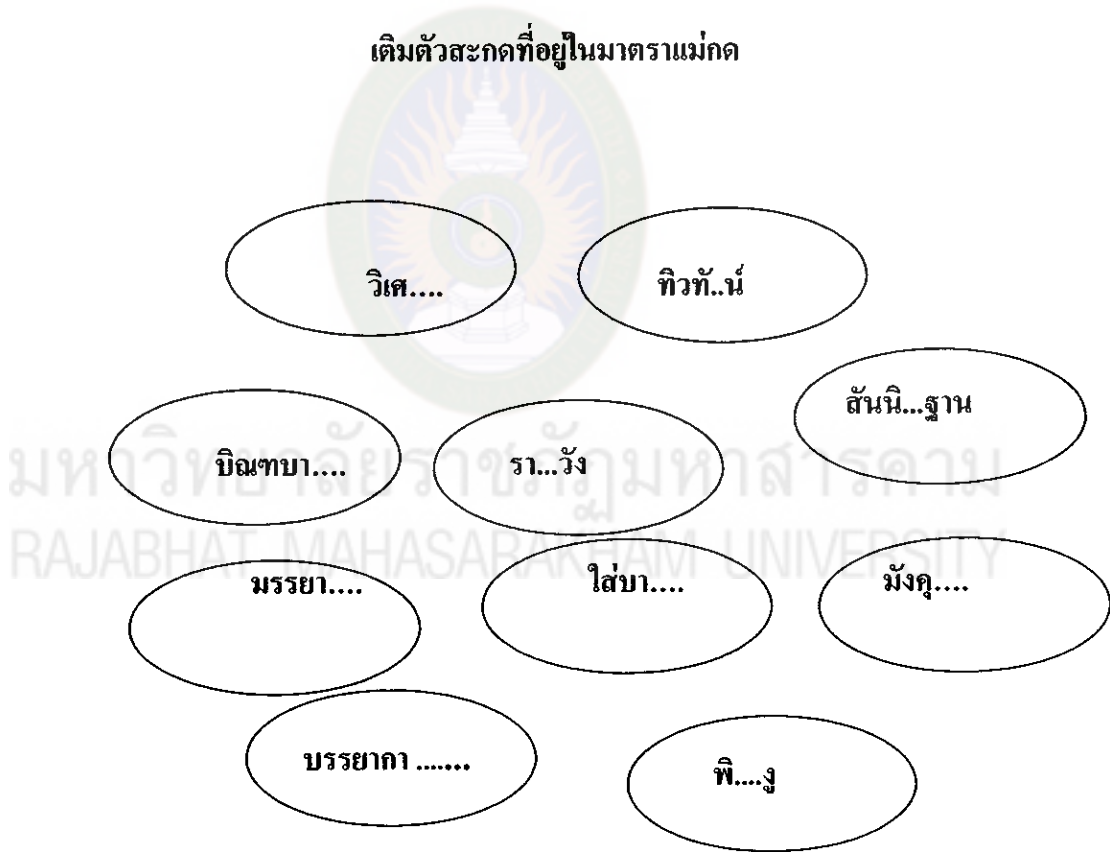 เติมตัวสะกดที่อยู่ในมาตราแม่กด
วิเศ....
ทิวทั..น์
สันนิ...ฐาน
บิณฑบา....
รา...วัง
มหาวิทยาลัยราชภัฏมหาสารคาม
RAJABHAT MAHASARAKHAM UNIVERSITY
มรรยา....
ใส่บา....
มังคุ....
บรรยากา .......
พิ....งู